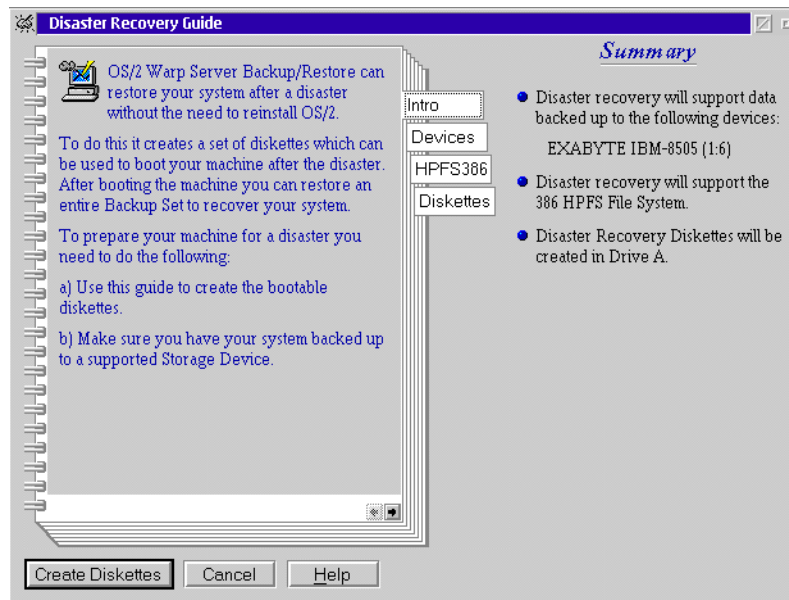 Disaster Recovery Guide
OS/2 Warp Server Backup/Restore can
restore your system after a disaster
without the need to reinstall OS/2.
To do this it creates a set of diskettes which can
be used to boot your machine after the disaster.
After booting the machine you can restore an
entire Backup Set to recover your system.
To prepare your machine for a disaster you
need to do the following:
a) Use this guide to create the bootable
diskettes.
b) Make sure you have your system backed up
to a supported Storage Device.
Intro
Devices
HPFS386
Diskettes
Summary
Disaster recovery will support data
backed up to the following devices:
EXABYTE IBM-8505 (1:6)
Disaster recovery will support the
386 HPFS File System.
Disaster Recovery Diskettes will be
created in Drive A.
Create Diskettes
Cancel
Help